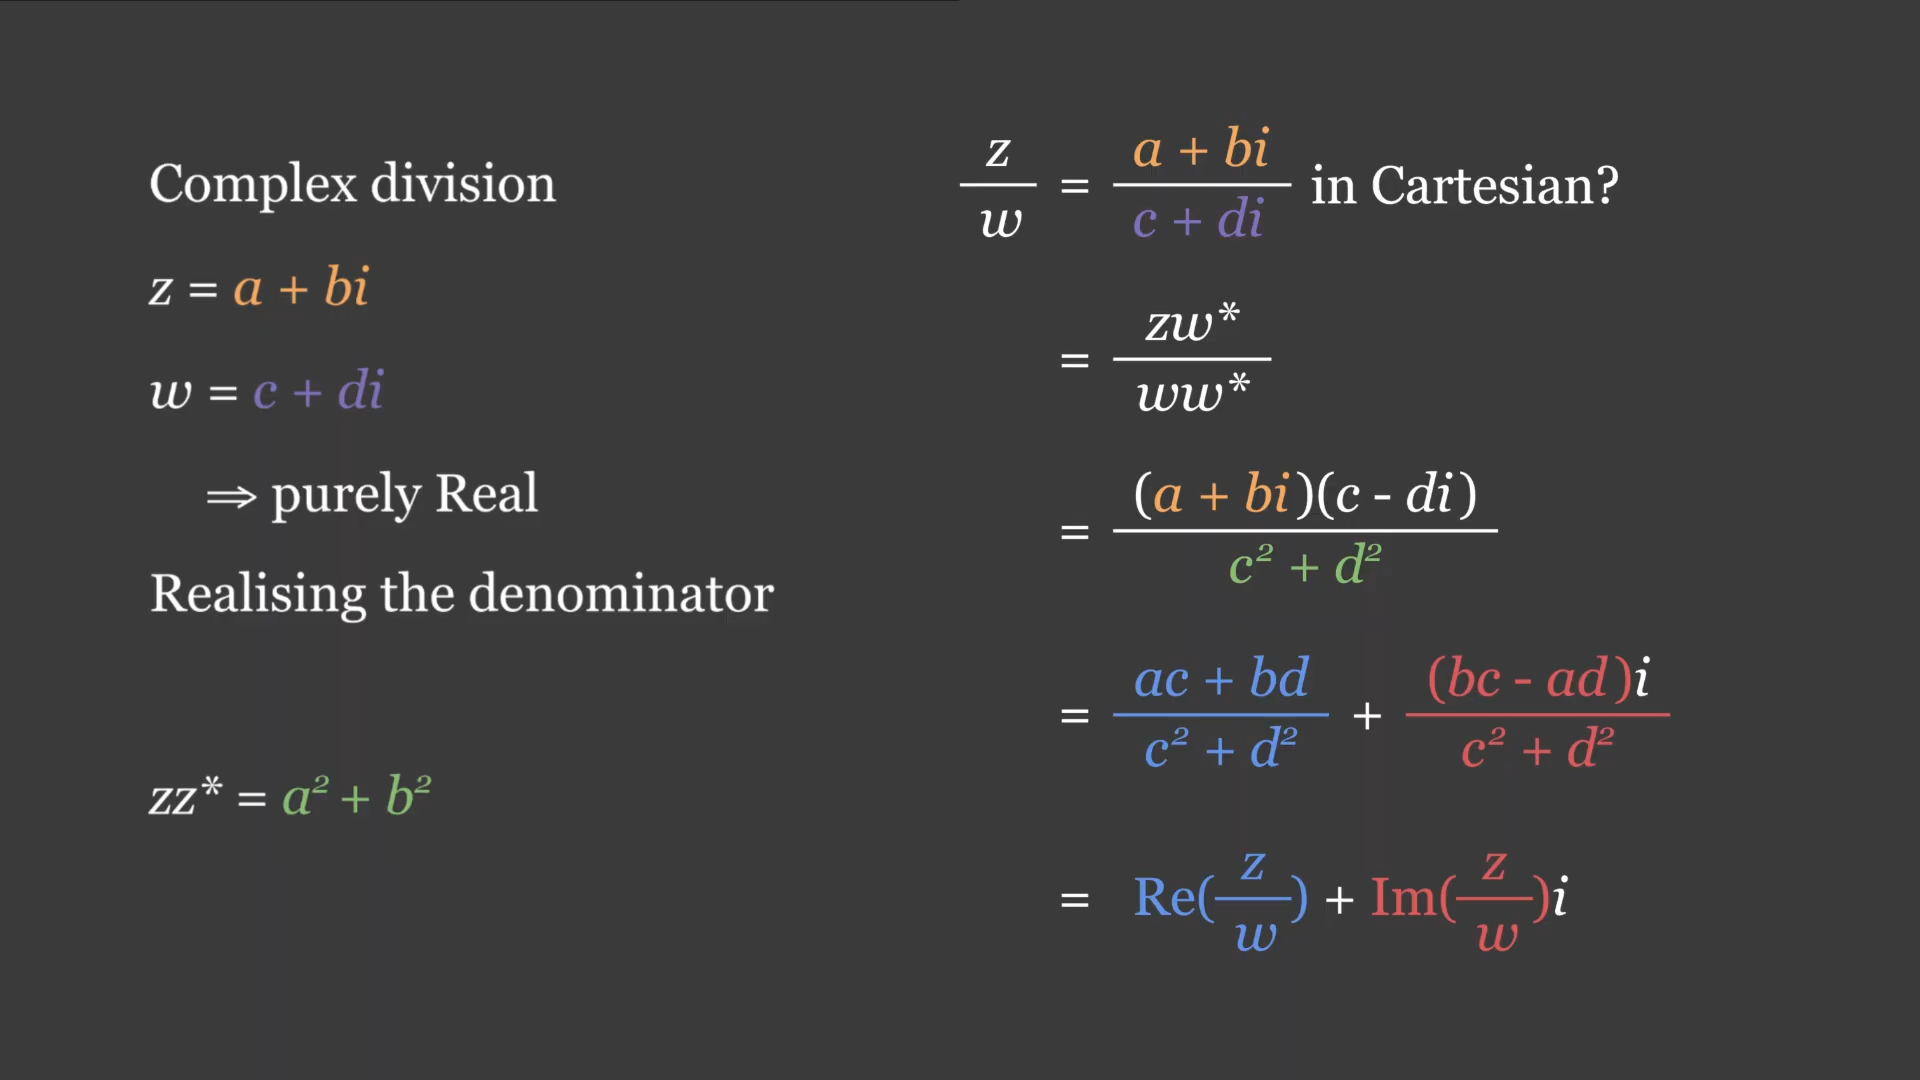 Complex division
z = a + bi
w = c + di
⇒ purely Real
Realising the denominator
zz* = a² + b²
z/w = (a + bi)/(c + di) in Cartesian?
= zw*/ww*
= (a + bi)(c - di)/(c² + d²)
= (ac + bd)/(c² + d²) + (bc - ad)i/(c² + d²)
= Re(z/w) + Im(z/w)i